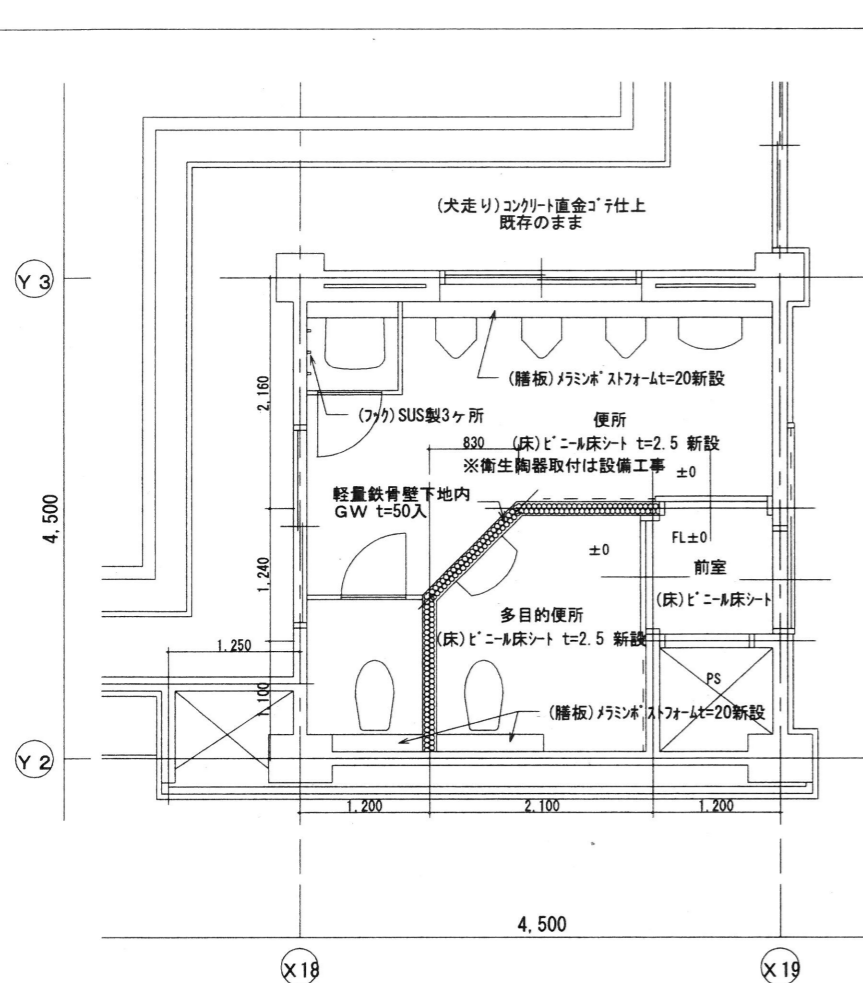 (犬走り)コンクリート直金ゴテ仕上
既存のまま
Y 3
(膳板)メラミンポストフォームt=20新設
2,160
(フック)SUS製3ヶ所
便所
830
(床)ビニール床シート t=2.5 新設
※衛生陶器取付は設備工事
±0
軽量鉄骨壁下地内
GW t=50入
4,500
FL±0
±0
前室
1,240
(床)ビニール床シート
多目的便所
(床)ビニール床シート t=2.5 新設
1.250
PS
1,100
(膳板)メラミンポストフォームt=20新設
Y 2
1.200
2.100
1.200
4,500
X18
X19